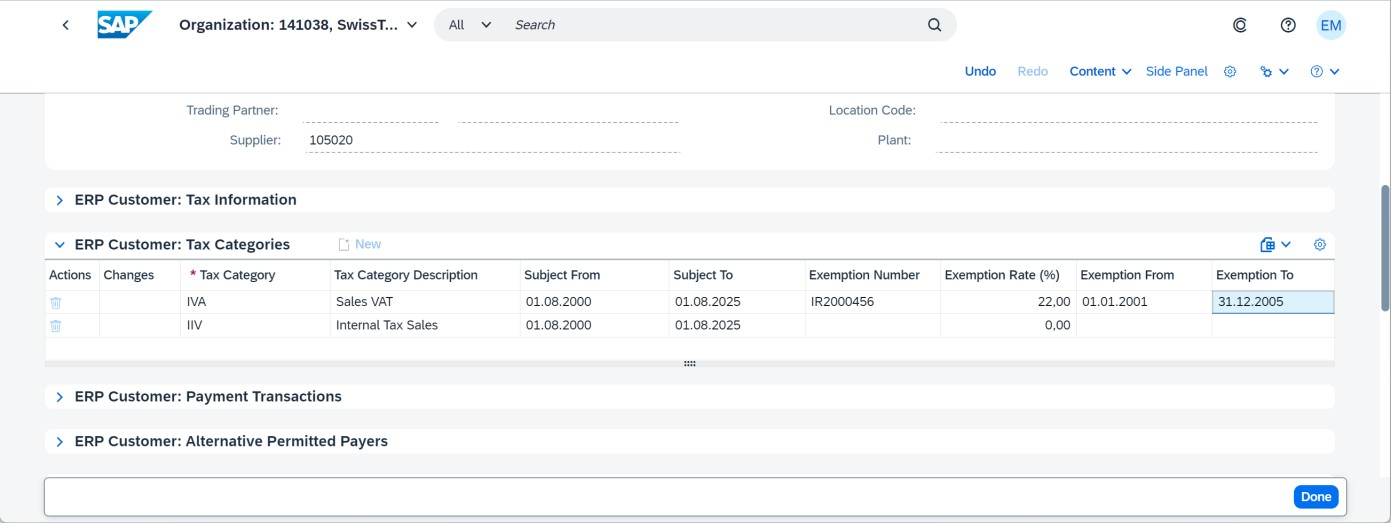 SAP Organization: 141038, SwissT... All Search EM
Undo Redo Content Side Panel
Trading Partner: Location Code:
Supplier: 105020 Plant:
ERP Customer: Tax Information
ERP Customer: Tax Categories New
Actions Changes * Tax Category Tax Category Description Subject From Subject To Exemption Number Exemption Rate (%) Exemption From Exemption To
IVA Sales VAT 01.08.2000 01.08.2025 IR2000456 22,00 01.01.2001 31.12.2005
IIV Internal Tax Sales 01.08.2000 01.08.2025 0,00
ERP Customer: Payment Transactions
ERP Customer: Alternative Permitted Payers
Done